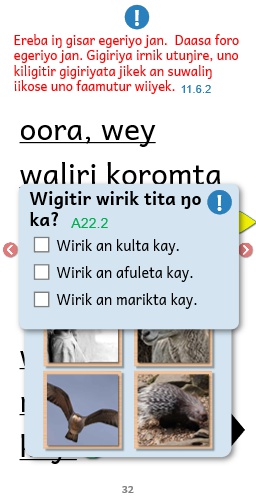 Ereba iŋ gisar egeriyo jan. Daasa foro
egeriyo jan. Gigiriya irnik utuŋire, uno
kiligitir gigiriyata jikek an suwaliŋ
iikose uno faamutur wiiyek. 11.6.2
oora, wey
waliri koromta
Wigitir wirik tita ŋo
ka? A22.2
Wirik an kulta kay.
Wirik an afuleta kay.
Wirik an marikta kay.
32